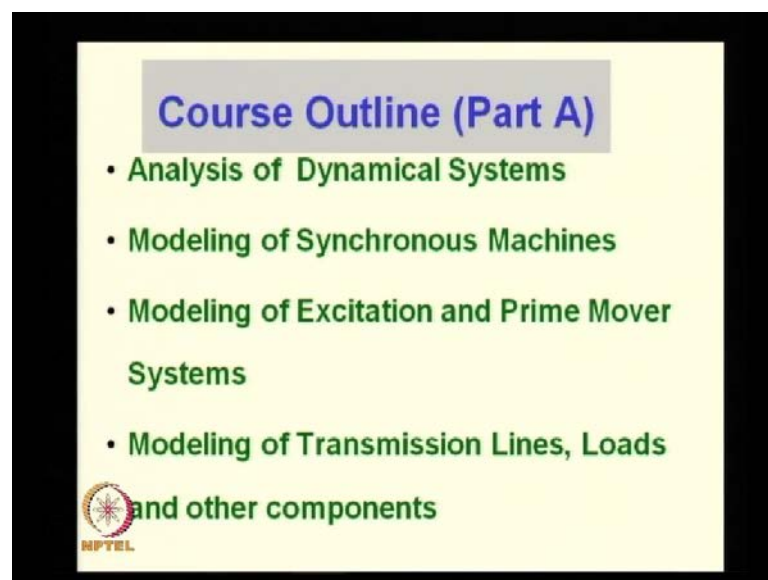 Course Outline (Part A)
• Analysis of Dynamical Systems
• Modeling of Synchronous Machines
• Modeling of Excitation and Prime Mover
Systems
• Modeling of Transmission Lines, Loads
and other components
NPTEL